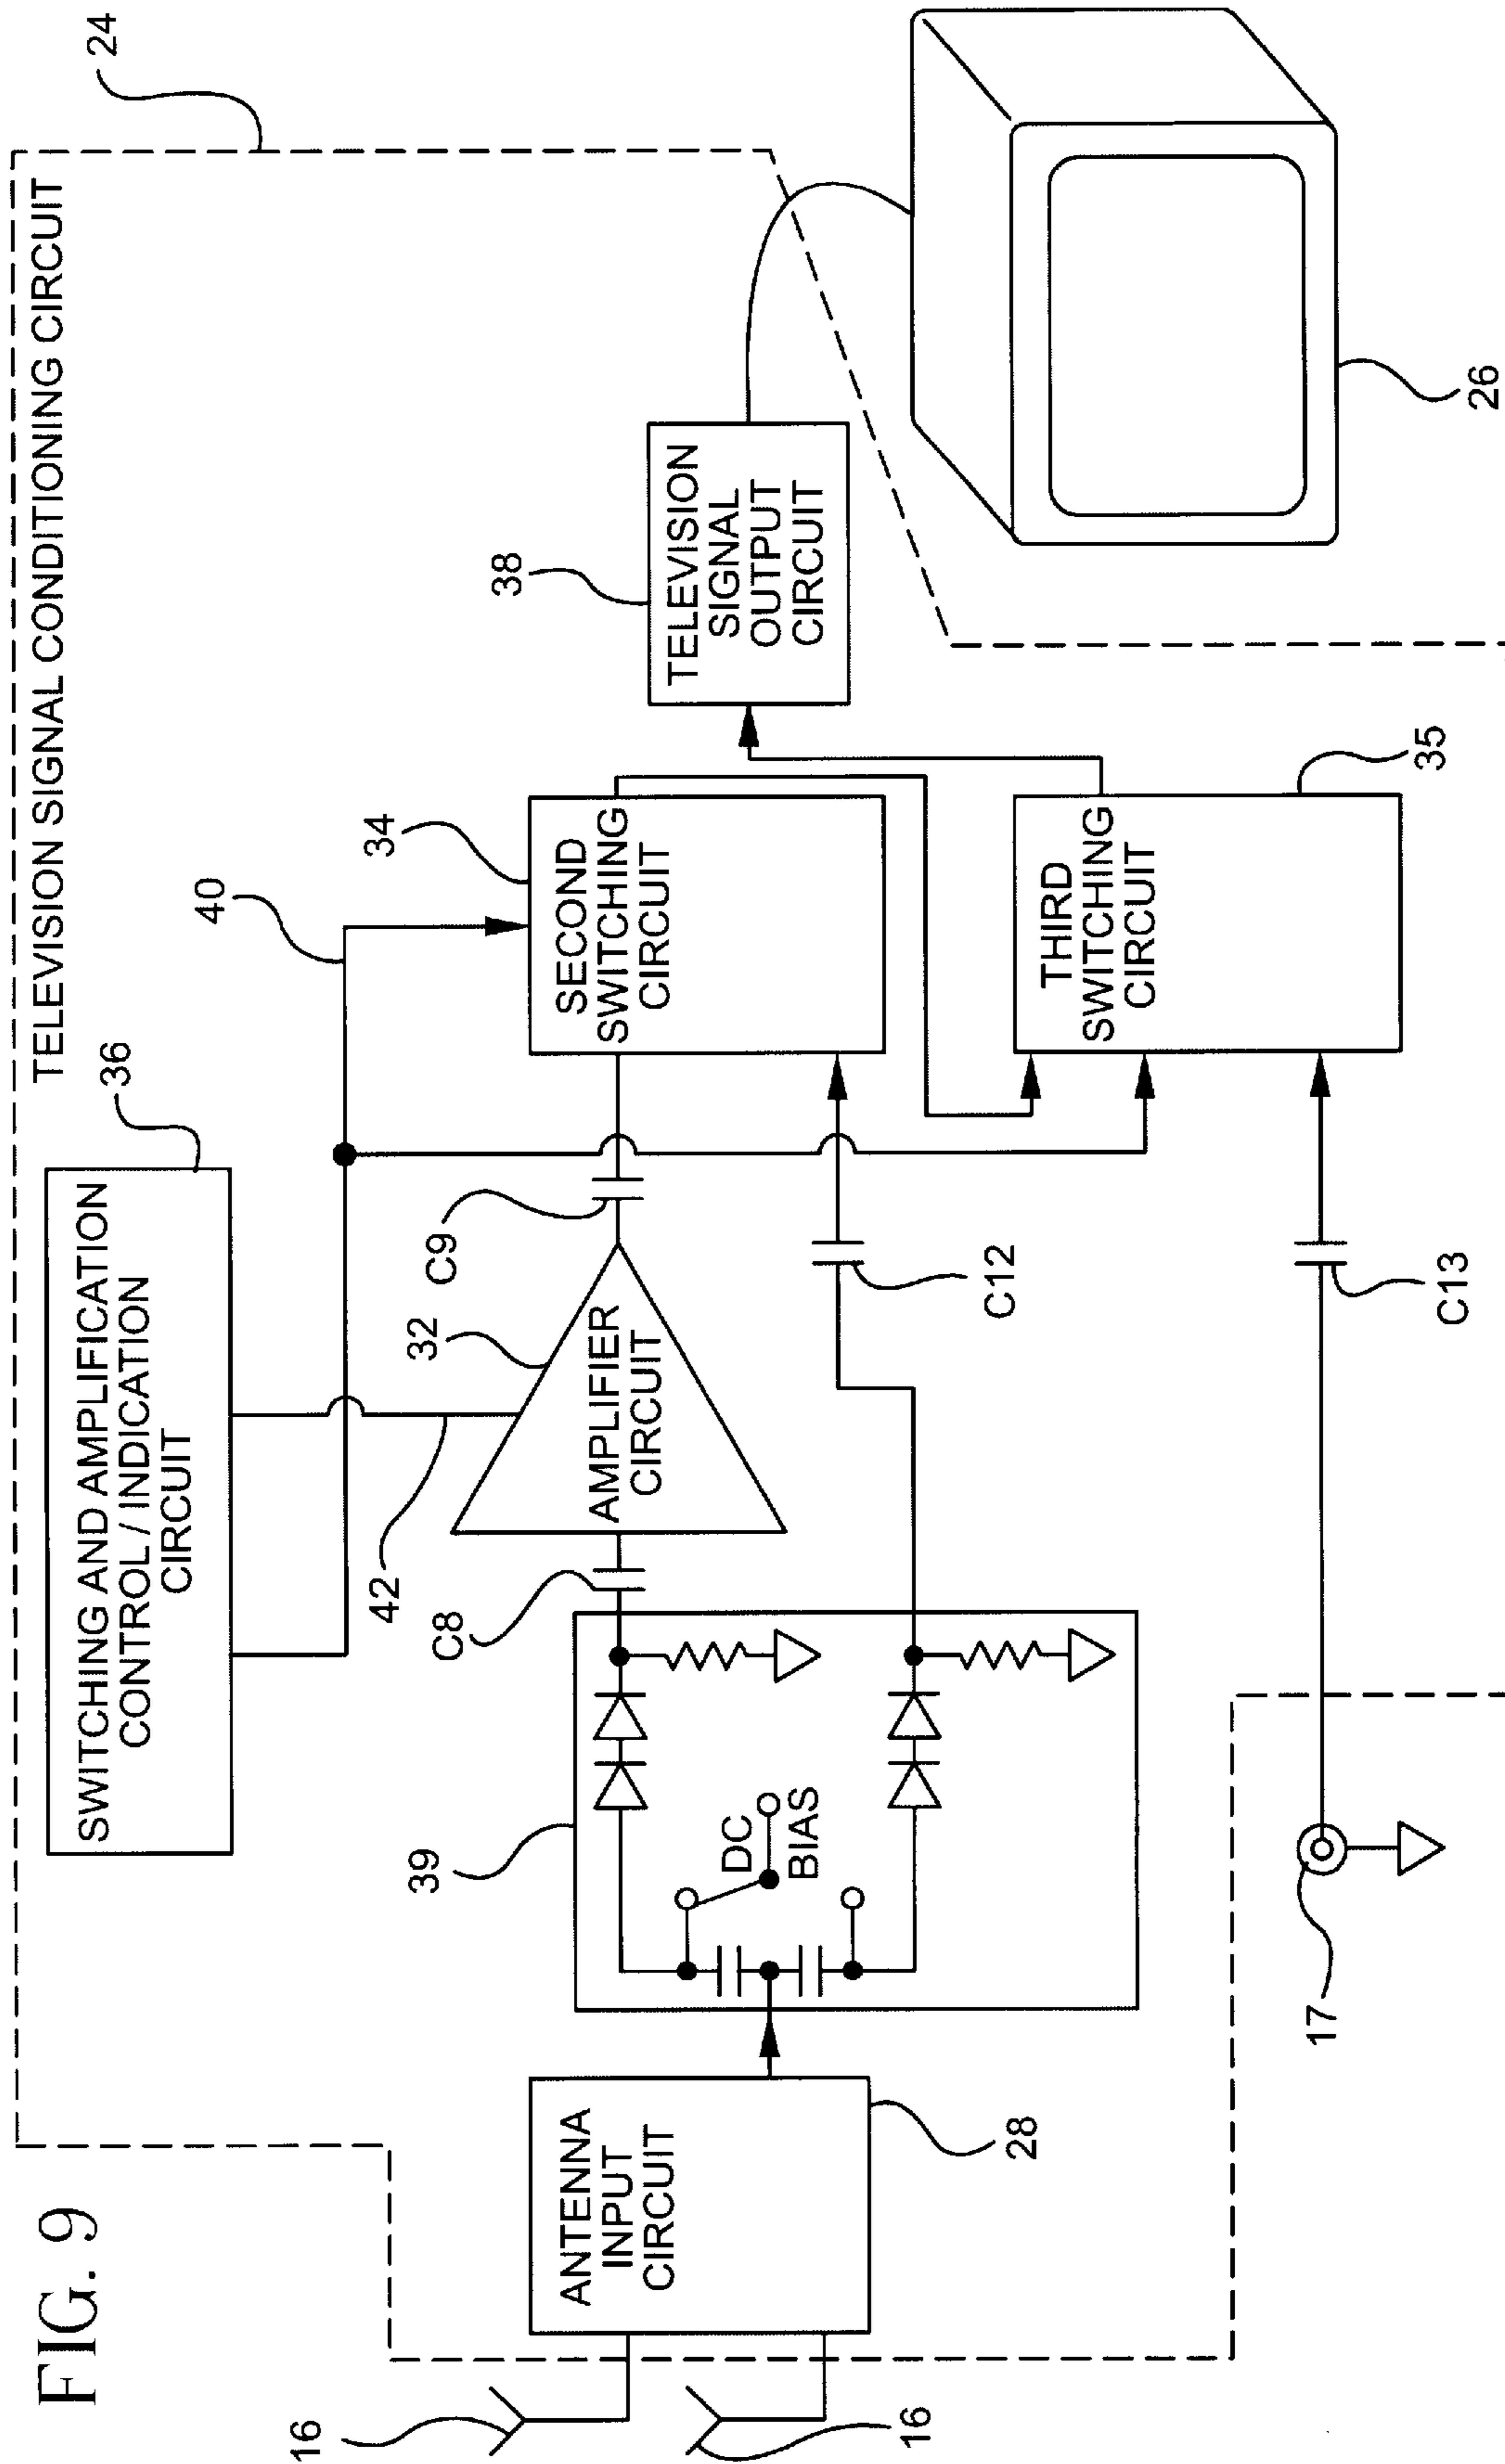 FIG. 9
TELEVISION SIGNAL CONDITIONING CIRCUIT
24
SWITCHING AND AMPLIFICATION
CONTROL / INDICATION
CIRCUIT
36
40
42
16
16
ANTENNA
INPUT
CIRCUIT
28
39
DC
BIAS
C8
AMPLIFIER
CIRCUIT
32
C9
C12
SECOND
SWITCHING
CIRCUIT
34
THIRD
SWITCHING
CIRCUIT
35
TELEVISION
SIGNAL
OUTPUT
CIRCUIT
38
26
17
C13